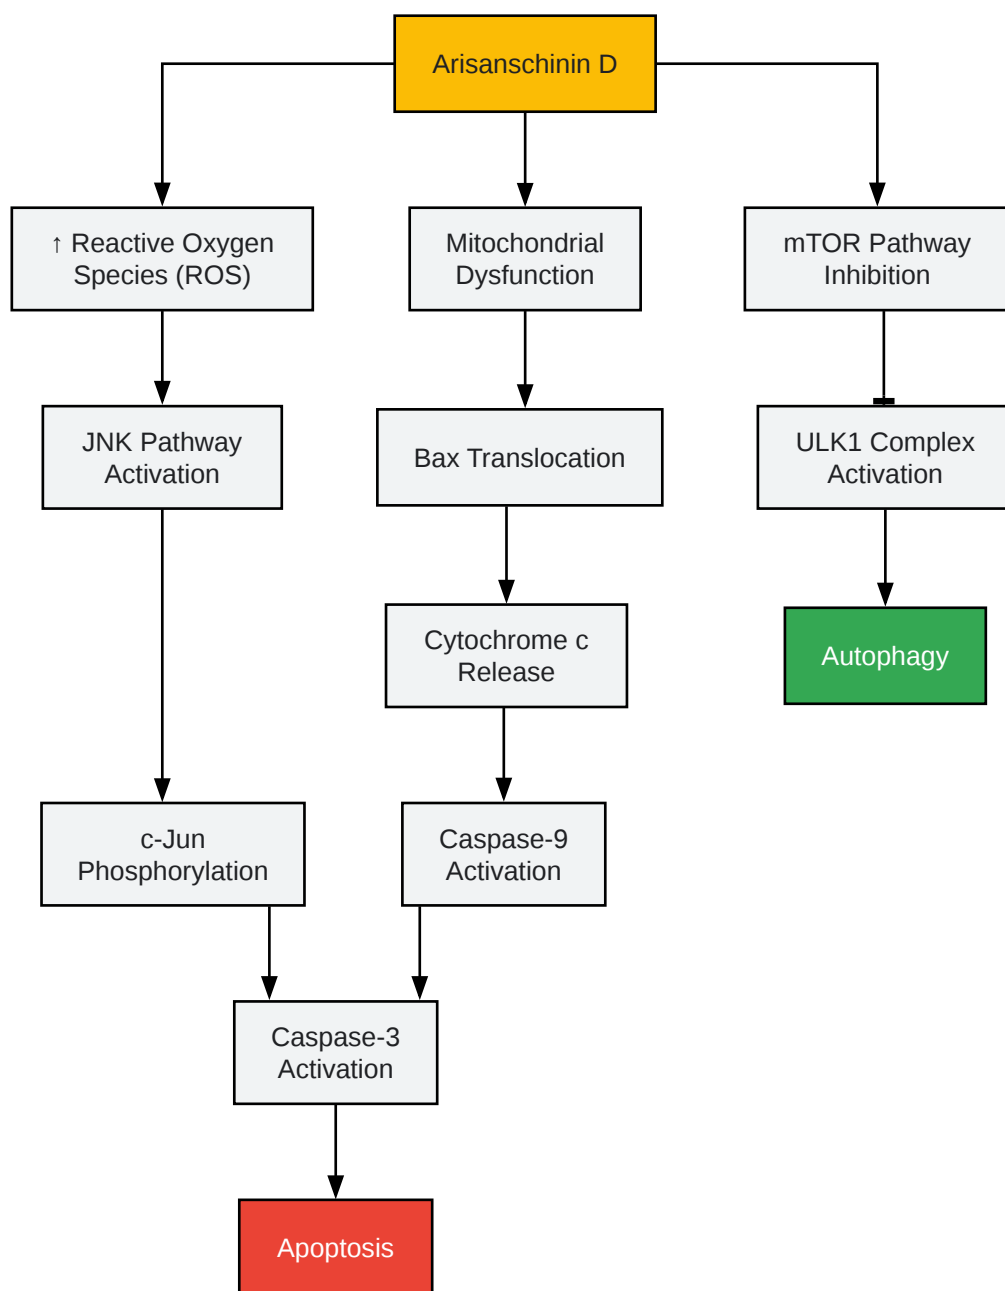 Arisanschinin D
↑ Reactive Oxygen
Species (ROS)
Mitochondrial
Dysfunction
mTOR Pathway
Inhibition
JNK Pathway
Activation
Bax Translocation
ULK1 Complex
Activation
Cytochrome c
Release
Autophagy
c-Jun
Phosphorylation
Caspase-9
Activation
Caspase-3
Activation
Apoptosis